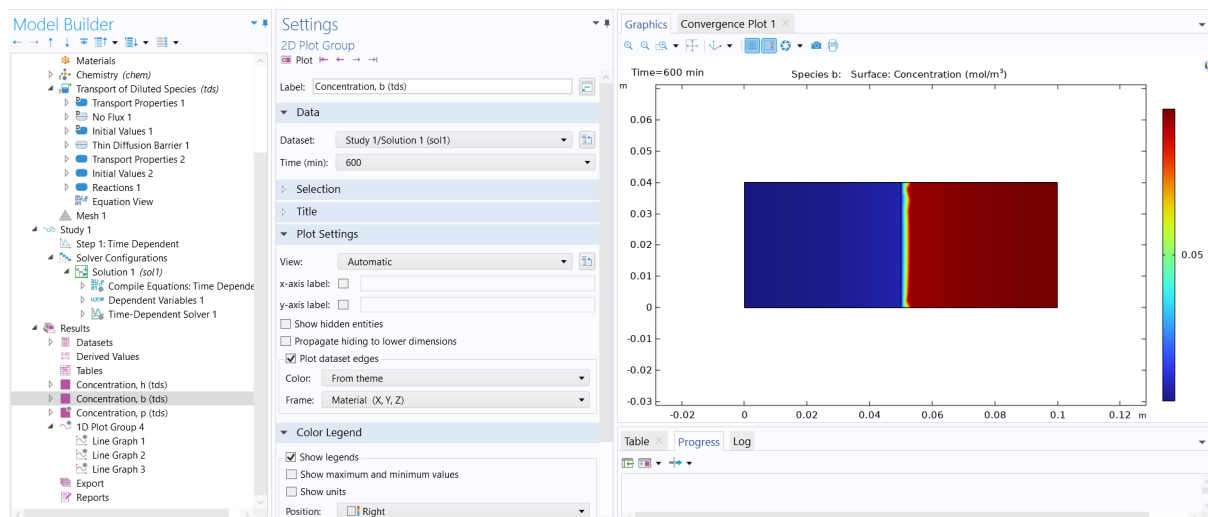 Model Builder
Materials
Chemistry (chem)
Transport of Diluted Species (tds)
Transport Properties 1
No Flux 1
Initial Values 1
Thin Diffusion Barrier 1
Transport Properties 2
Initial Values 2
Reactions 1
Equation View
Mesh 1
Study 1
Step 1: Time Dependent
Solver Configurations
Solution 1 (sol1)
Compile Equations: Time Depende
Dependent Variables 1
Time-Dependent Solver 1
Results
Datasets
Derived Values
Tables
Concentration, h (tds)
Concentration, b (tds)
Concentration, p (tds)
1D Plot Group 4
Line Graph 1
Line Graph 2
Line Graph 3
Export
Reports
Settings
2D Plot Group
Plot
Label: Concentration, b (tds)
Data
Dataset: Study 1/Solution 1 (sol1)
Time (min): 600
Selection
Title
Plot Settings
View: Automatic
x-axis label:
y-axis label:
Show hidden entities
Propagate hiding to lower dimensions
Plot dataset edges
Color: From theme
Frame: Material (X, Y, Z)
Color Legend
Show legends
Show maximum and minimum values
Show units
Position: Right
Graphics Convergence Plot 1
Time=600 min Species b: Surface: Concentration (mol/m³)
m
0.06
0.05
0.04
0.03
0.02
0.01
0
-0.01
-0.02
-0.03
-0.02 0 0.02 0.04 0.06 0.08 0.1 0.12 m
0.05
Table Progress Log